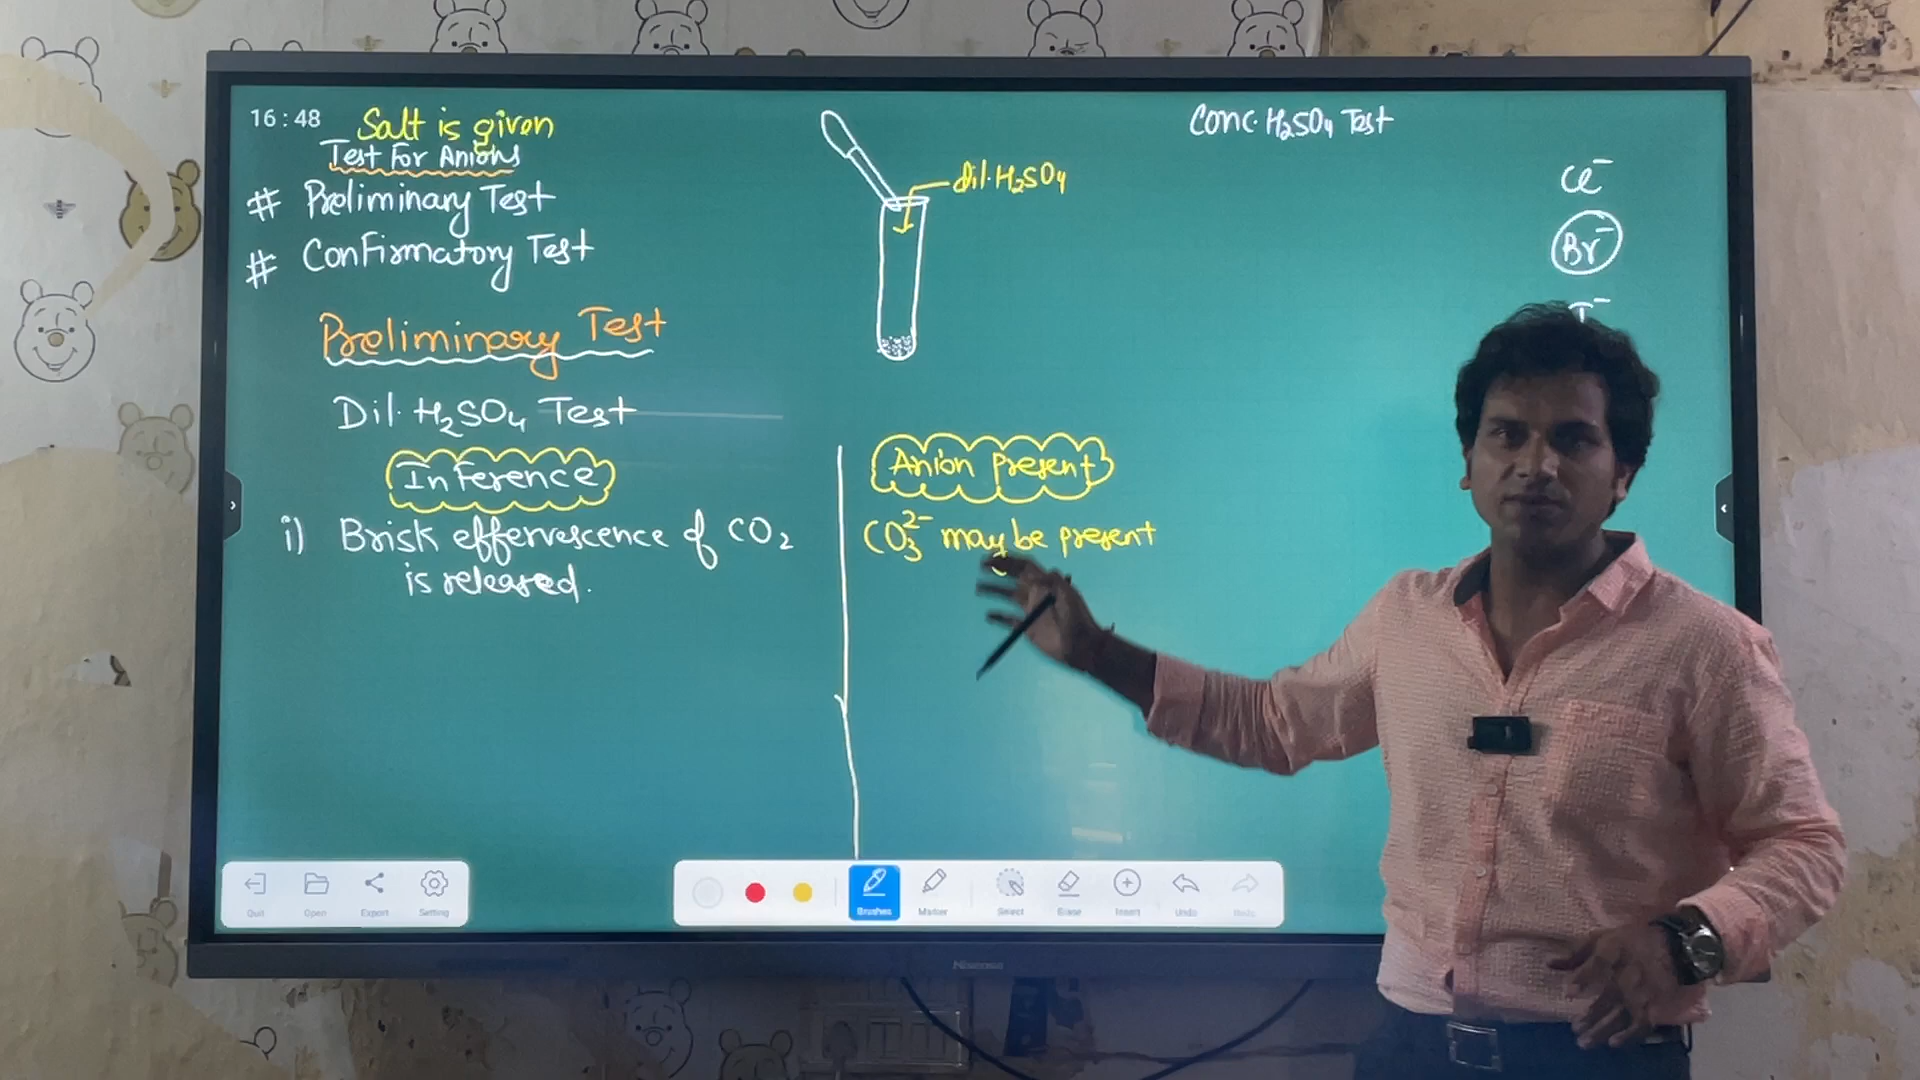 16:48
Salt is given
Test For Anions
# Preliminary Test
# Confirmatory Test
Preliminary Test
Dil. H₂SO₄ Test
Inference
i) Brisk effervescence of CO₂
is released.
dil. H₂SO₄
Anion present
CO₃²⁻ may be present
Conc. H₂SO₄ Test
Cl⁻
Br⁻
I⁻
Quit Open Export Setting
Brushes Marker Select Erase Insert Undo Redo
Hisense